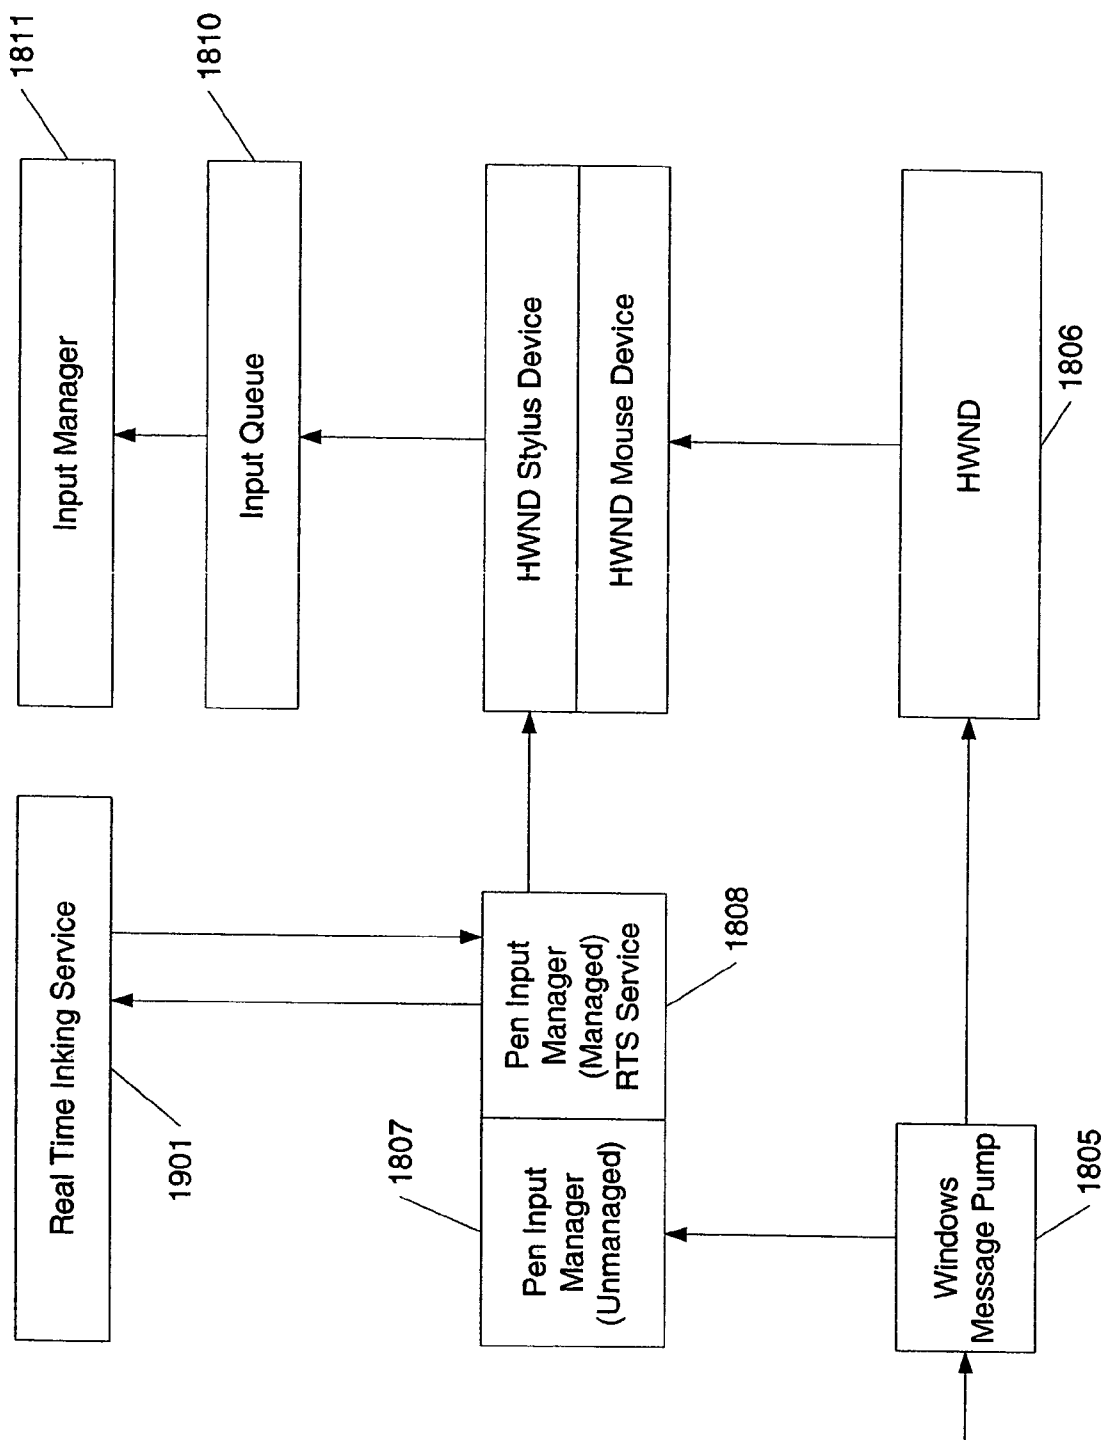 1811
Input Manager
1810
Input Queue
HWND Stylus Device
HWND Mouse Device
HWND
1806
Real Time Inking Service
1901
1807
Pen Input
Manager
(Unmanaged)
Pen Input
Manager
(Managed)
RTS Service
1808
Windows
Message Pump
1805